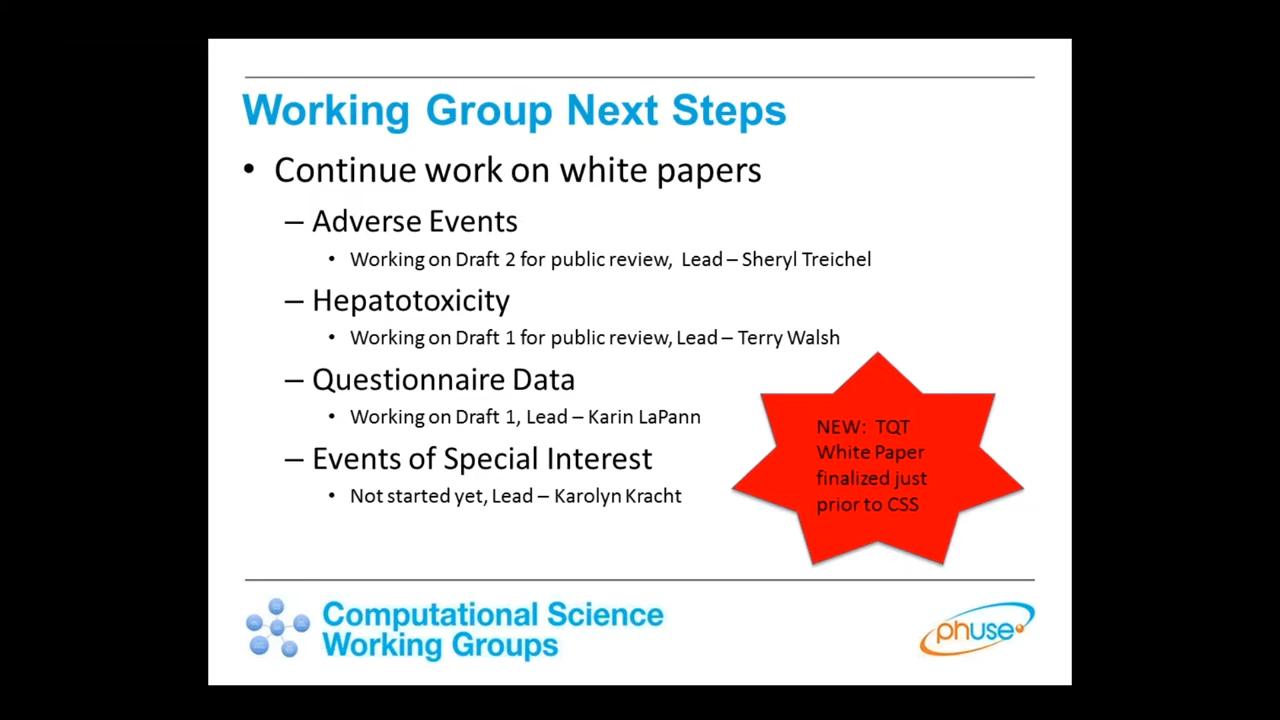 Working Group Next Steps
• Continue work on white papers
– Adverse Events
• Working on Draft 2 for public review, Lead – Sheryl Treichel
– Hepatotoxicity
• Working on Draft 1 for public review, Lead – Terry Walsh
– Questionnaire Data
• Working on Draft 1, Lead – Karin LaPann
– Events of Special Interest
• Not started yet, Lead – Karolyn Kracht
NEW: TQT
White Paper
finalized just
prior to CSS
Computational Science
Working Groups
phuse